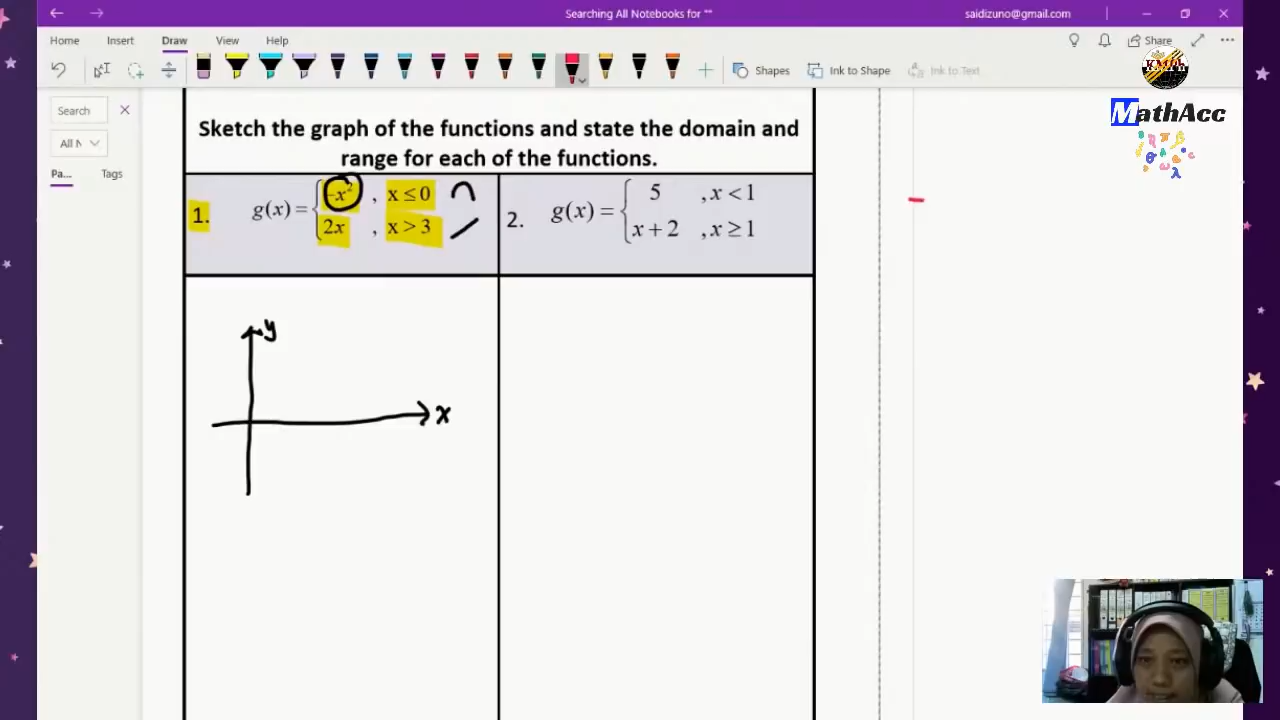 Searching All Notebooks for ""
saidizuno@gmail.com
Home Insert Draw View Help
Share
Shapes
Ink to Shape
Ink to Text
Search
All N
Pa...
Tags
MathAcc
Sketch the graph of the functions and state the domain and
range for each of the functions.
1. g(x) = { -x² , x ≤ 0
2x , x > 3
2. g(x) = { 5 , x < 1
x + 2 , x ≥ 1
y
x